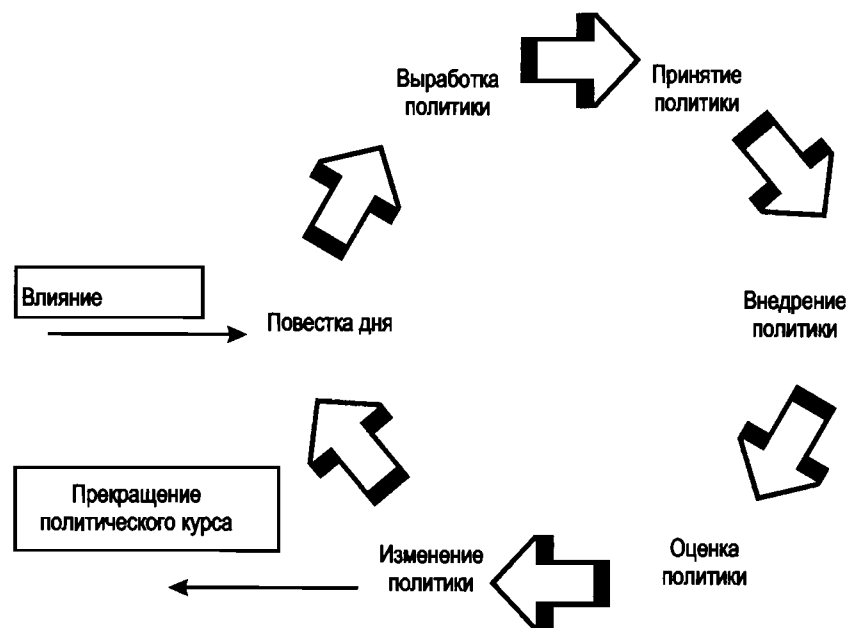 Выработка
политики
Принятие
политики
Влияние
Повестка дня
Внедрение
политики
Прекращение
политического курса
Изменение
политики
Оценка
политики